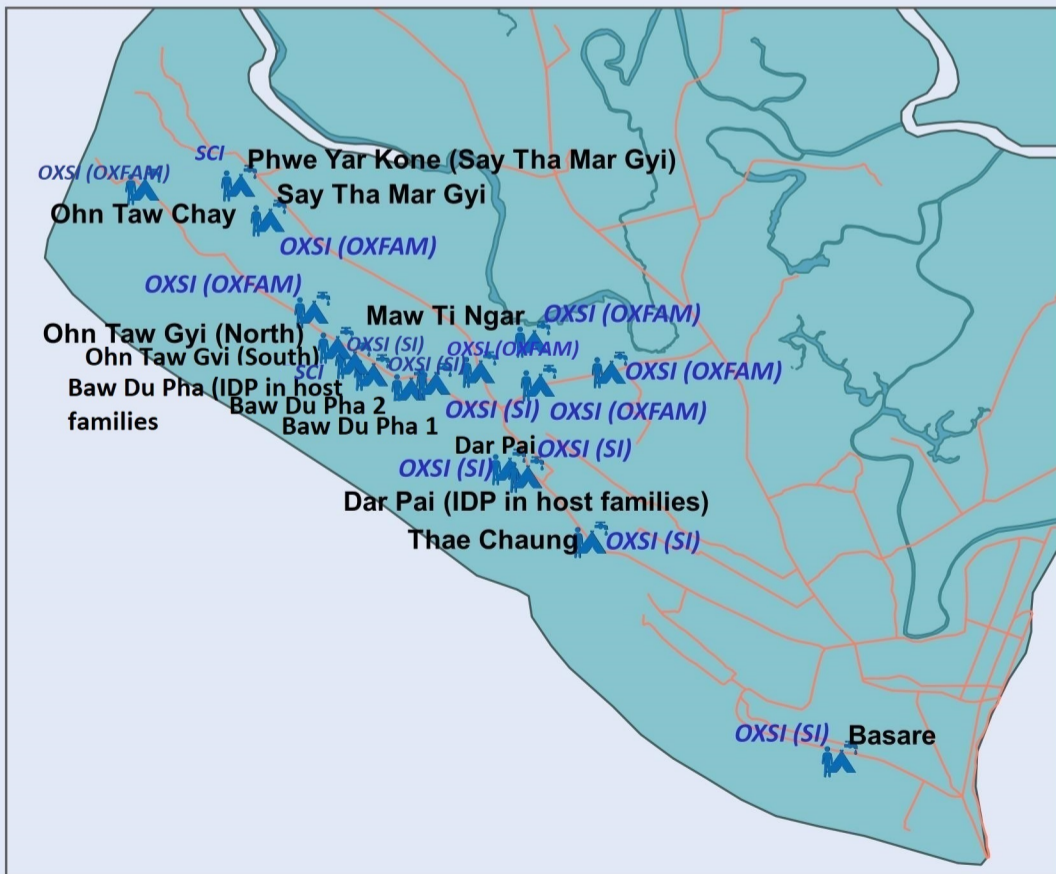 SCI
Phwe Yar Kone (Say Tha Mar Gyi)
OXSI (OXFAM)
Say Tha Mar Gyi
Ohn Taw Chay
OXSI (OXFAM)
OXSI (OXFAM)
Maw Ti Ngar
OXSI (OXFAM)
Ohn Taw Gyi (North)
OXSI (SI)
OXSI (OXFAM)
Ohn Taw Gyi (South)
OXSI (SI)
SCI
OXSI (OXFAM)
Baw Du Pha (IDP in host
families
Baw Du Pha 2
OXSI (SI)
OXSI (OXFAM)
Baw Du Pha 1
Dar Pai
OXSI (SI)
OXSI (SI)
Dar Pai (IDP in host families)
Thae Chaung
OXSI (SI)
OXSI (SI)
Basare